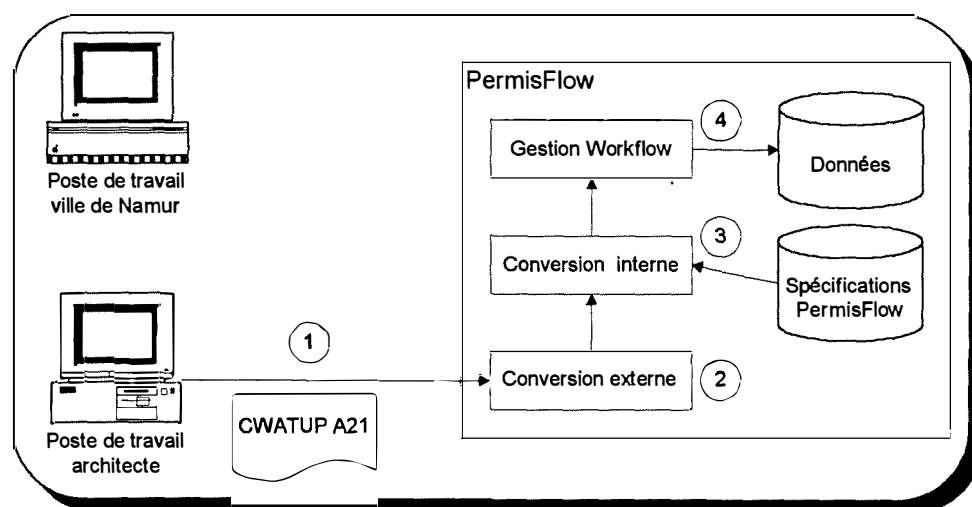 PermisFlow
4
Gestion Workflow
Données
Poste de travail
ville de Namur
3
Conversion interne
Spécifications
PermisFlow
1
Conversion externe
2
CWATUP A21
Poste de travail
architecte